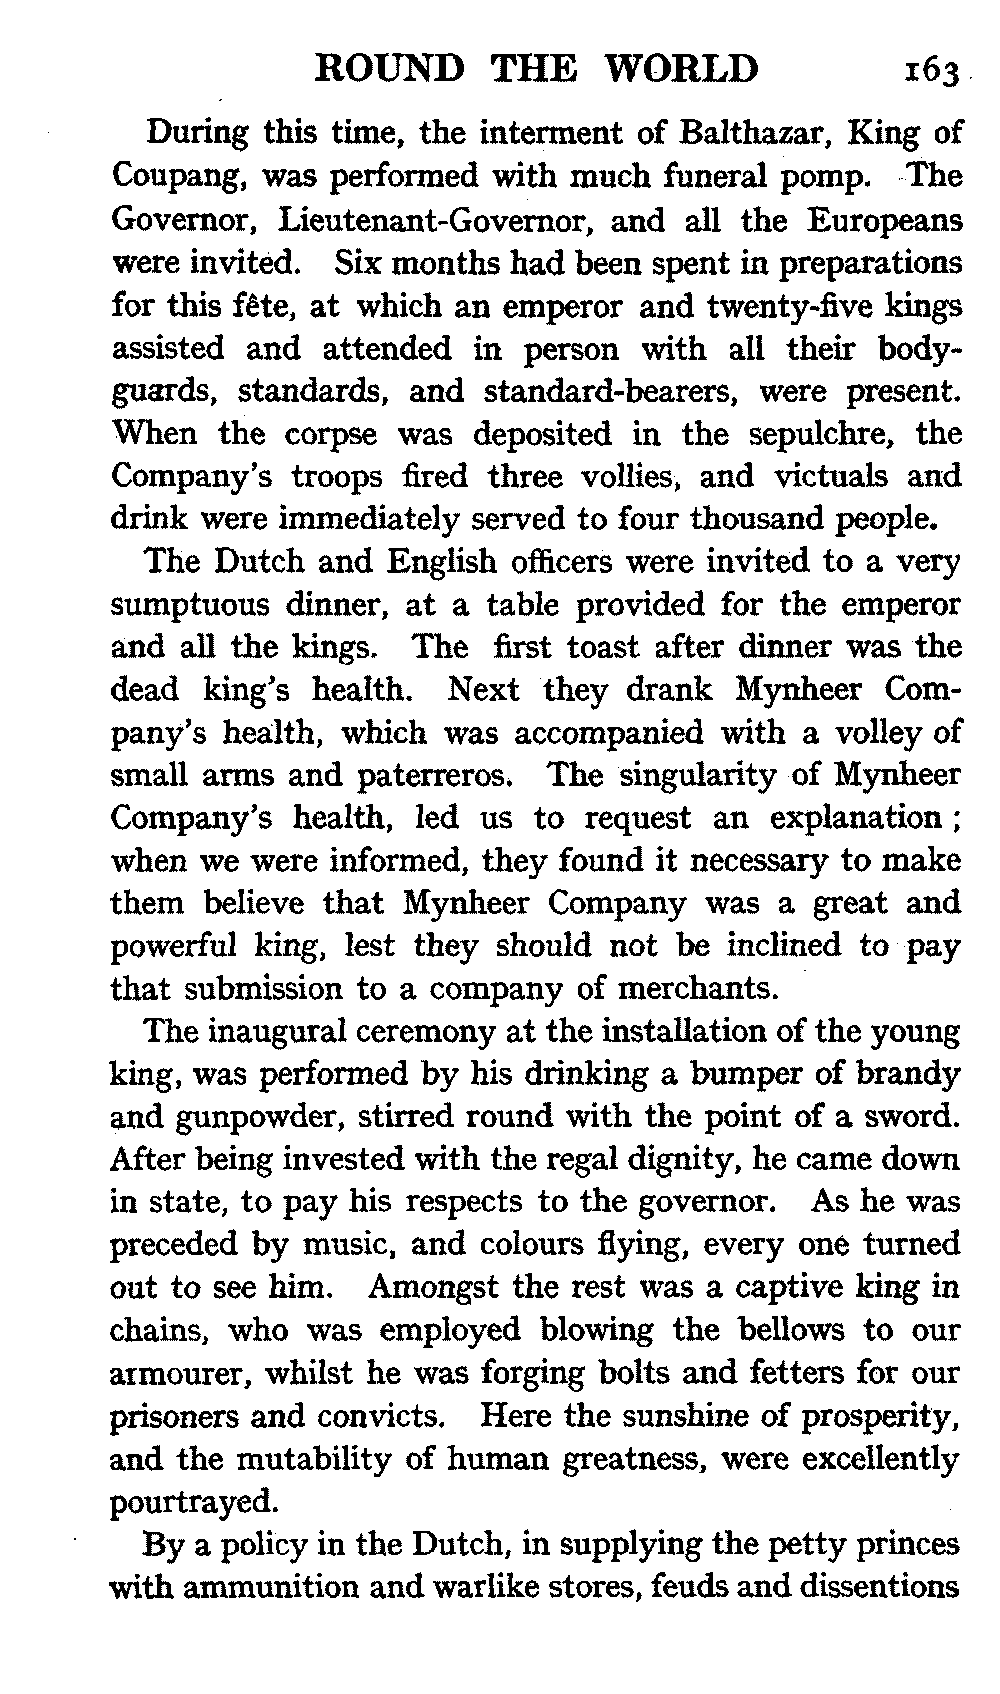 ROUND THE WORLD 163
During this time, the interment of Balthazar, King of
Coupang, was performed with much funeral pomp. The
Governor, Lieutenant-Governor, and all the Europeans
were invited. Six months had been spent in preparations
for this fête, at which an emperor and twenty-five kings
assisted and attended in person with all their body-
guards, standards, and standard-bearers, were present.
When the corpse was deposited in the sepulchre, the
Company's troops fired three vollies, and victuals and
drink were immediately served to four thousand people.
The Dutch and English officers were invited to a very
sumptuous dinner, at a table provided for the emperor
and all the kings. The first toast after dinner was the
dead king's health. Next they drank Mynheer Com-
pany's health, which was accompanied with a volley of
small arms and paterreros. The singularity of Mynheer
Company's health, led us to request an explanation ;
when we were informed, they found it necessary to make
them believe that Mynheer Company was a great and
powerful king, lest they should not be inclined to pay
that submission to a company of merchants.
The inaugural ceremony at the installation of the young
king, was performed by his drinking a bumper of brandy
and gunpowder, stirred round with the point of a sword.
After being invested with the regal dignity, he came down
in state, to pay his respects to the governor. As he was
preceded by music, and colours flying, every one turned
out to see him. Amongst the rest was a captive king in
chains, who was employed blowing the bellows to our
armourer, whilst he was forging bolts and fetters for our
prisoners and convicts. Here the sunshine of prosperity,
and the mutability of human greatness, were excellently
pourtrayed.
By a policy in the Dutch, in supplying the petty princes
with ammunition and warlike stores, feuds and dissentions